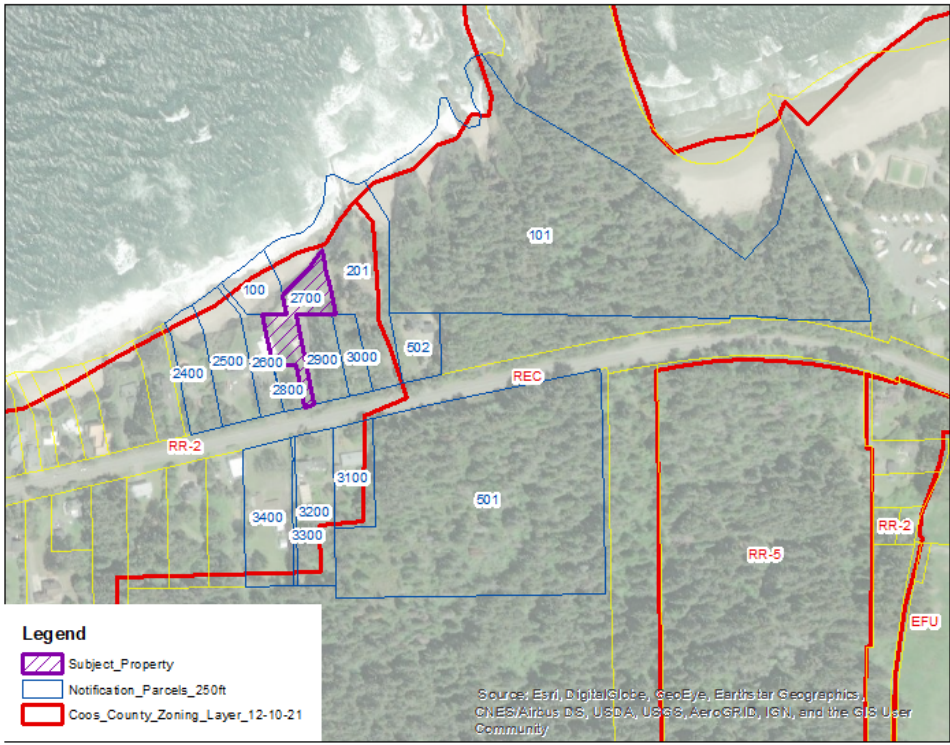 101
201
100
2700
502
2400
2500
2600
2900
3000
2800
REC
RR-2
3100
3400
3200
3300
501
RR-2
RR-5
EFU
Legend
Subject_Property
Notification_Parcels_250ft
Coos_County_Zoning_Layer_12-10-21
Source: Esri, DigitalGlobe, GeoEye, Earthstar Geographics,
CNES/Airbus DS, USDA, USGS, AeroGRID, IGN, and the GIS User
Community